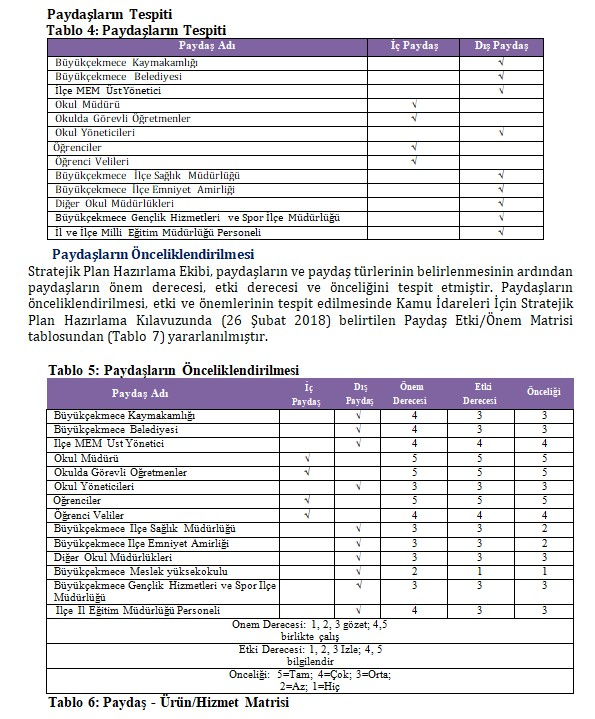 Paydaşların Tespiti
Tablo 4: Paydaşların Tespiti
Paydaş Adı İç Paydaş Dış Paydaş
Büyükçekmece Kaymakamlığı √
Büyükçekmece Belediyesi √
İlçe MEM Üst Yönetici √
Okul Müdürü √
Okulda Görevli Öğretmenler √
Okul Yöneticileri √
Öğrenciler √
Öğrenci Velileri √
Büyükçekmece İlçe Sağlık Müdürlüğü √
Büyükçekmece İlçe Emniyet Amirliği √
Diğer Okul Müdürlükleri √
Büyükçekmece Gençlik Hizmetleri ve Spor İlçe Müdürlüğü √
İl ve İlçe Milli Eğitim Müdürlüğü Personeli √
Paydaşların Önceliklendirilmesi
Stratejik Plan Hazırlama Ekibi, paydaşların ve paydaş türlerinin belirlenmesinin ardından
paydaşların önem derecesi, etki derecesi ve önceliğini tespit etmiştir. Paydaşların
önceliklendirilmesi, etki ve önemlerinin tespit edilmesinde Kamu İdareleri İçin Stratejik
Plan Hazırlama Kılavuzunda (26 Şubat 2018) belirtilen Paydaş Etki/Önem Matrisi
tablosundan (Tablo 7) yararlanılmıştır.
Tablo 5: Paydaşların Önceliklendirilmesi
Paydaş Adı İç Paydaş Dış Paydaş Önem Derecesi Etki Derecesi Önceliği
Büyükçekmece Kaymakamlığı √ 4 3 3
Büyükçekmece Belediyesi √ 4 3 3
İlçe MEM Üst Yönetici √ 4 4 4
Okul Müdürü √ 5 5 5
Okulda Görevli Öğretmenler √ 5 5 5
Okul Yöneticileri √ 3 3 3
Öğrenciler √ 5 5 5
Öğrenci Veliler √ 4 4 4
Büyükçekmece İlçe Sağlık Müdürlüğü √ 3 3 2
Büyükçekmece İlçe Emniyet Amirliği √ 3 3 2
Diğer Okul Müdürlükleri √ 3 3 3
Büyükçekmece Meslek yüksekokulu √ 2 1 1
Büyükçekmece Gençlik Hizmetleri ve Spor İlçe √ 3 3 3
Müdürlüğü
İlçe İl Eğitim Müdürlüğü Personeli √ 4 3 3
Önem Derecesi: 1, 2, 3 gözet; 4,5
birlikte çalış
Etki Derecesi: 1, 2, 3 İzle; 4, 5
bilgilendir
Önceliği: 5=Tam; 4=Çok; 3=Orta;
2=Az; 1=Hiç
Tablo 6: Paydaş - Ürün/Hizmet Matrisi